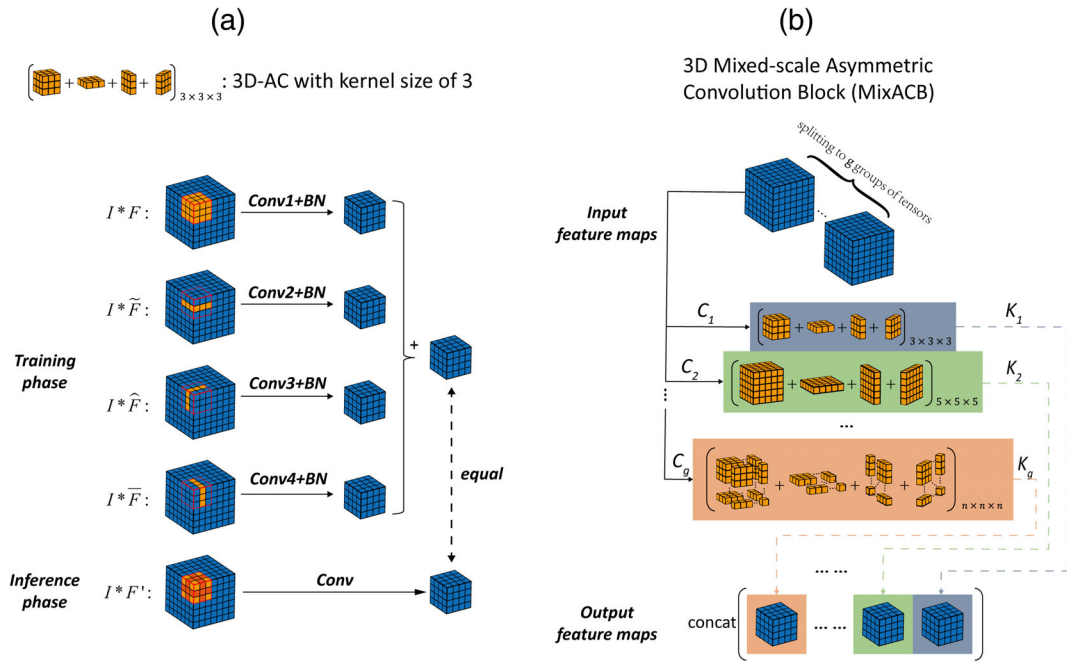 (a)
( + + + ) 3 × 3 × 3 : 3D-AC with kernel size of 3
I * F :
Conv1+BN
I * F̃ :
Conv2+BN
+
Training
phase
I * F̂ :
Conv3+BN
equal
I * F̅ :
Conv4+BN
Inference
phase
I * F' :
Conv
(b)
3D Mixed-scale Asymmetric
Convolution Block (MixACB)
splitting to g groups of tensors
...
Input
feature maps
C1
( + + + ) 3 × 3 × 3
K1
C2
( + + + ) 5 × 5 × 5
K2
...
...
Cg
( + + + ) n × n × n
Kg
... ...
Output
feature maps
concat ( ... ... )